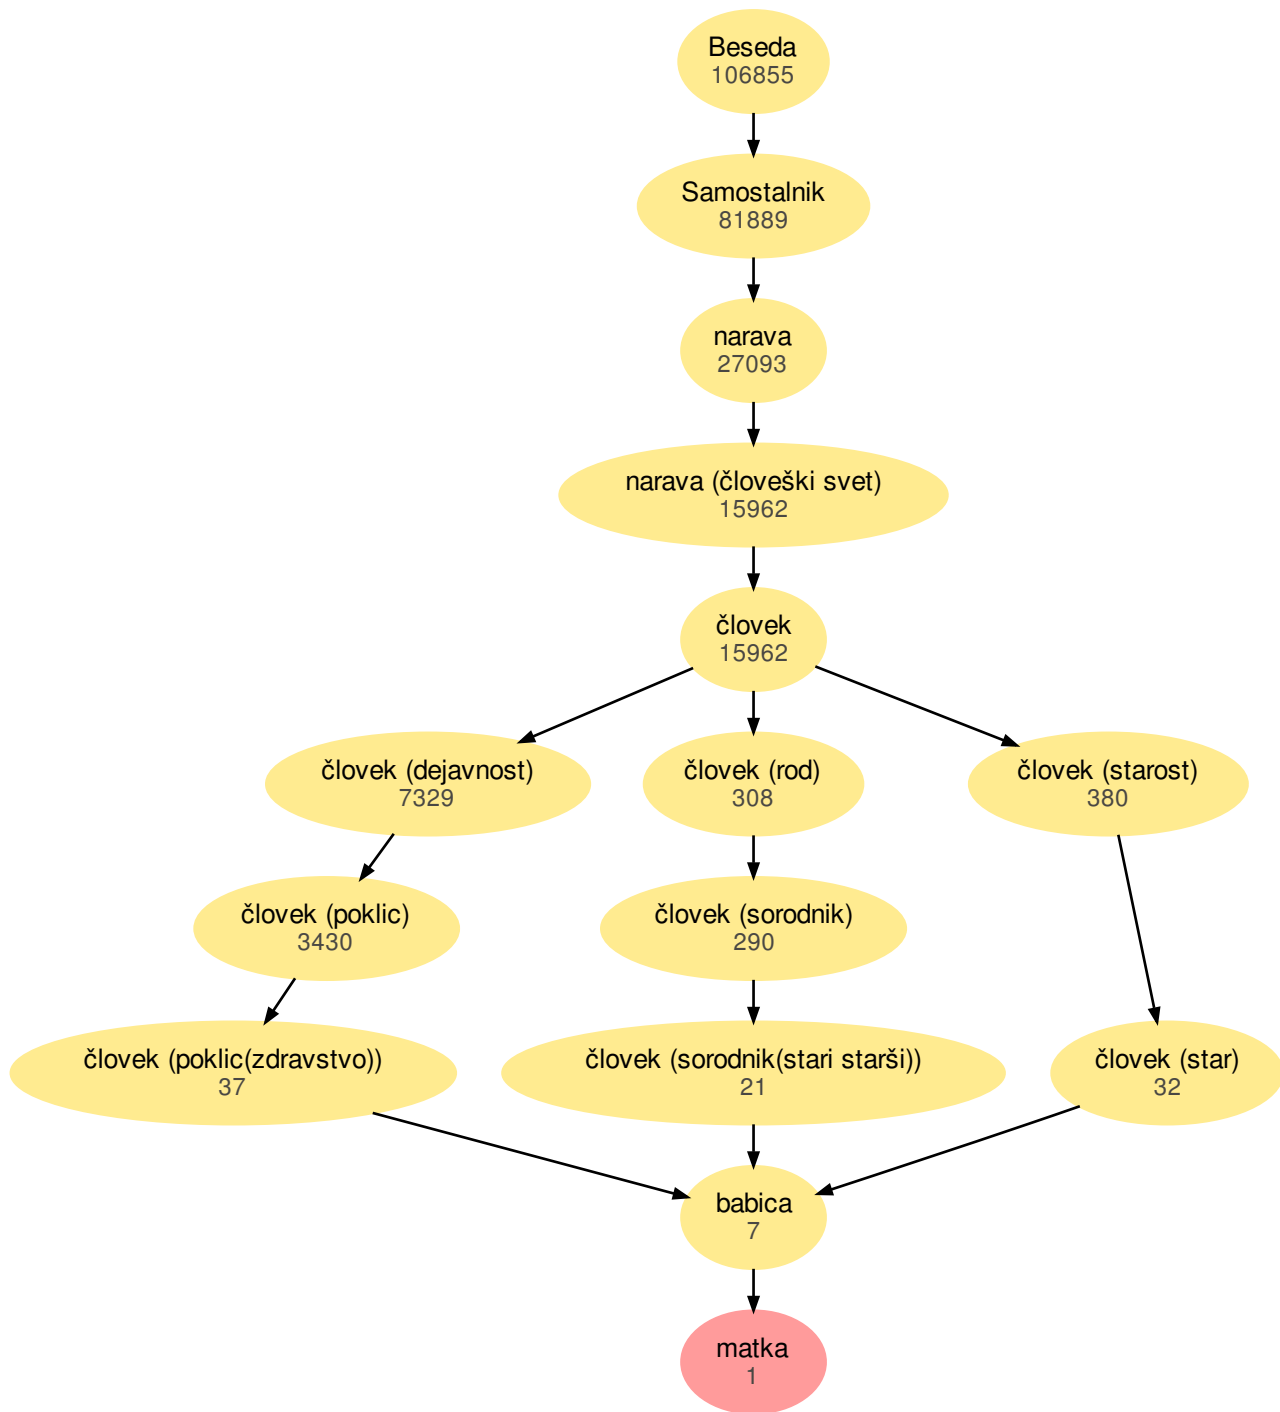 Beseda
106855
Samostalnik
81889
narava
27093
narava (človeški svet)
15962
človek
15962
človek (dejavnost)
7329
človek (rod)
308
človek (starost)
380
človek (poklic)
3430
človek (sorodnik)
290
človek (poklic(zdravstvo))
37
človek (sorodnik(stari starši))
21
človek (star)
32
babica
7
matka
1